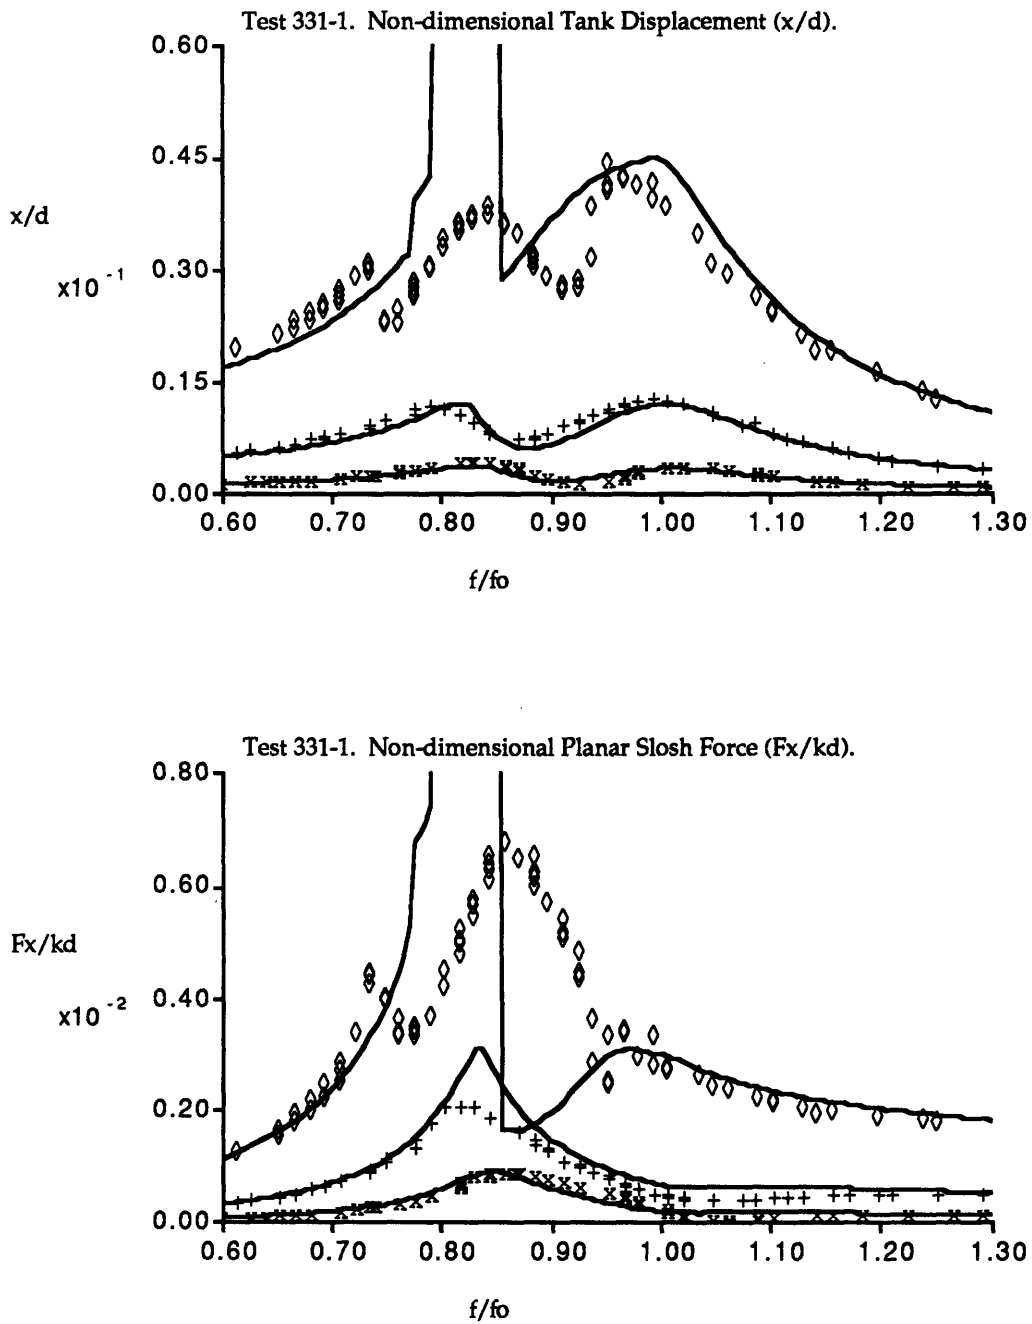 Test 331-1. Non-dimensional Tank Displacement (x/d).
0.60
0.45
x/d
0.30
x10 -1
0.15
0.00
0.60 0.70 0.80 0.90 1.00 1.10 1.20 1.30
f/fo
Test 331-1. Non-dimensional Planar Slosh Force (Fx/kd).
0.80
0.60
Fx/kd
0.40
x10 -2
0.20
0.00
0.60 0.70 0.80 0.90 1.00 1.10 1.20 1.30
f/fo